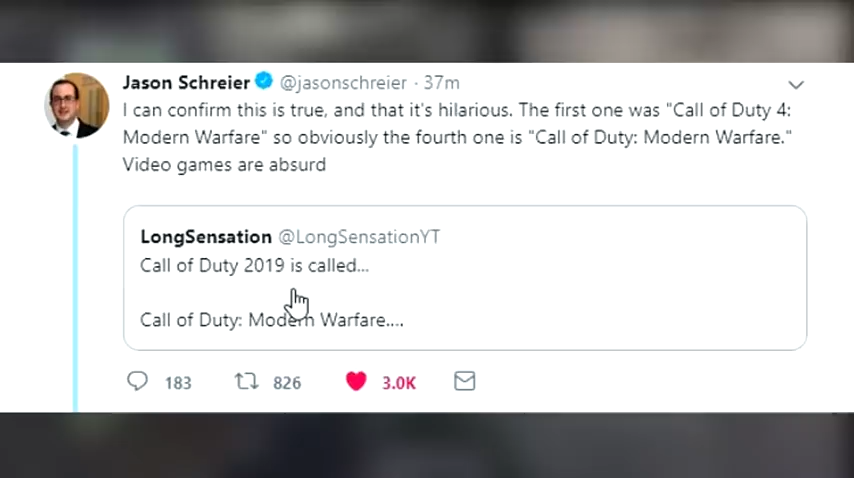 Jason Schreier @jasonschreier · 37m
I can confirm this is true, and that it's hilarious. The first one was "Call of Duty 4:
Modern Warfare" so obviously the fourth one is "Call of Duty: Modern Warfare."
Video games are absurd
LongSensation @LongSensationYT
Call of Duty 2019 is called...
Call of Duty: Modern Warfare....
183 826 3.0K